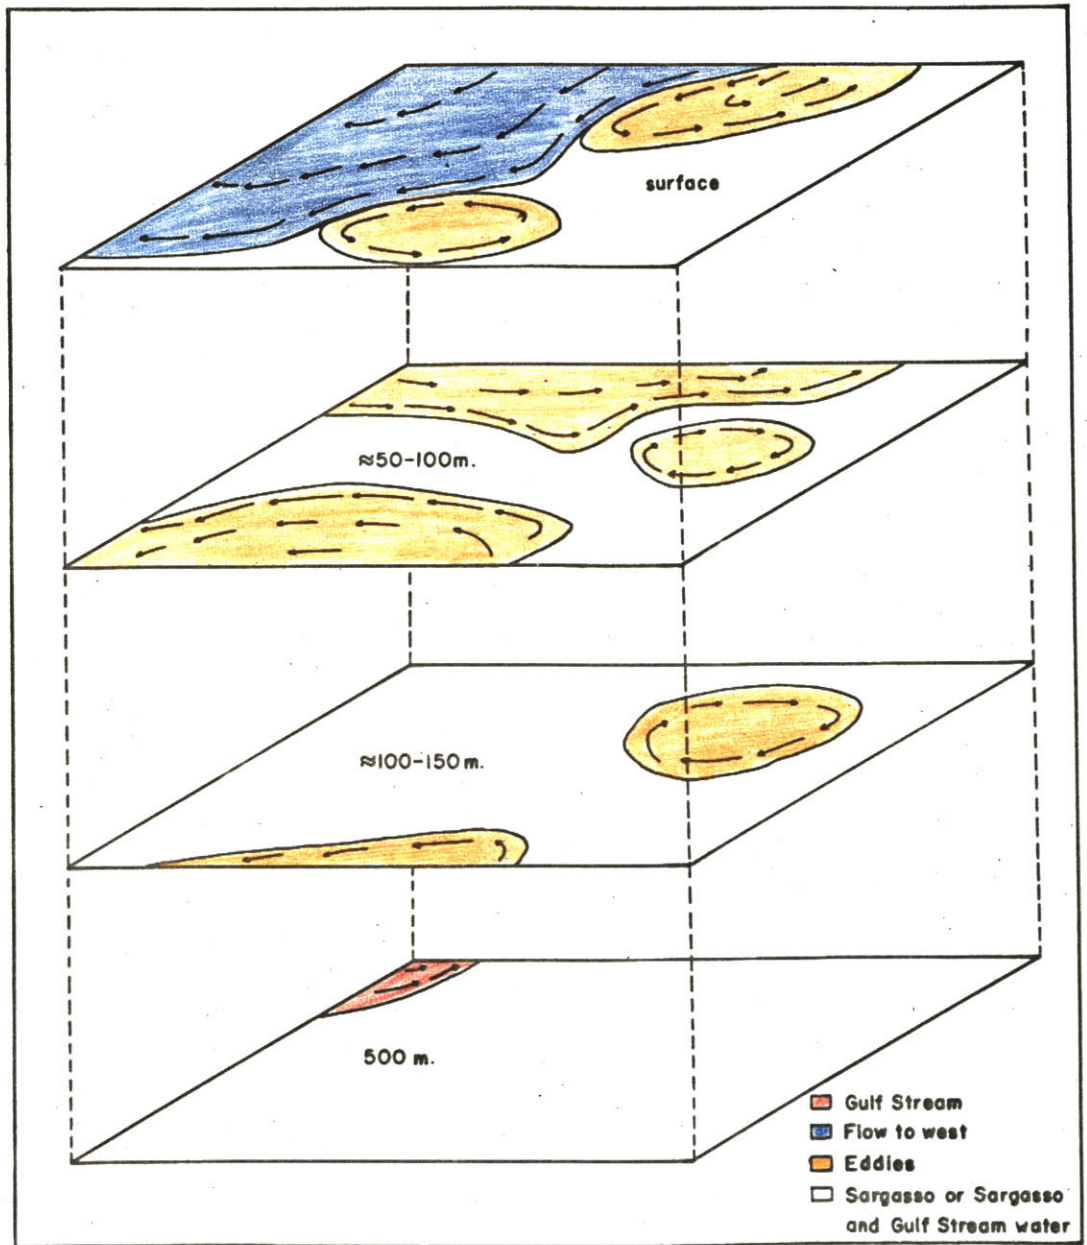 surface
≈50-100m.
≈100-150m.
500 m.
Gulf Stream
Flow to west
Eddies
Sargasso or Sargasso
and Gulf Stream water